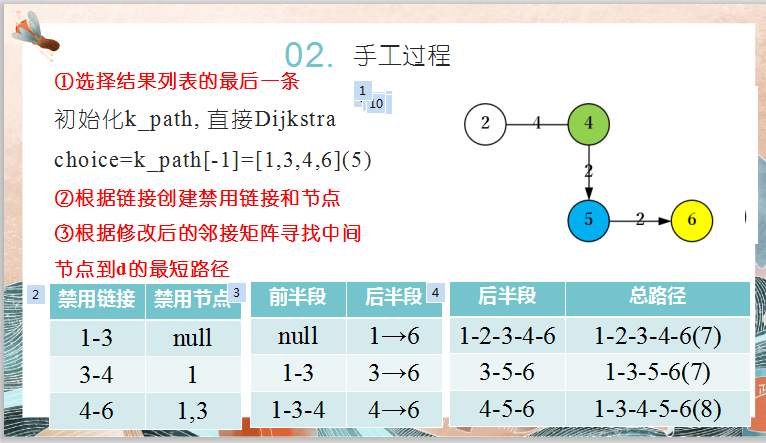 02. 手工过程
①选择结果列表的最后一条
初始化k_path, 直接Dijkstra
choice=k_path[-1]=[1,3,4,6](5)
②根据链接创建禁用链接和节点
③根据修改后的邻接矩阵寻找中间
节点到d的最短路径
1
10
2 4 4
2
5 2 6
2 禁用链接 禁用节点
1-3 null
3-4 1
4-6 1,3
3 前半段 后半段
null 1→6
1-3 3→6
1-3-4 4→6
4 后半段 总路径
1-2-3-4-6 1-2-3-4-6(7)
3-5-6 1-3-5-6(7)
4-5-6 1-3-4-5-6(8)